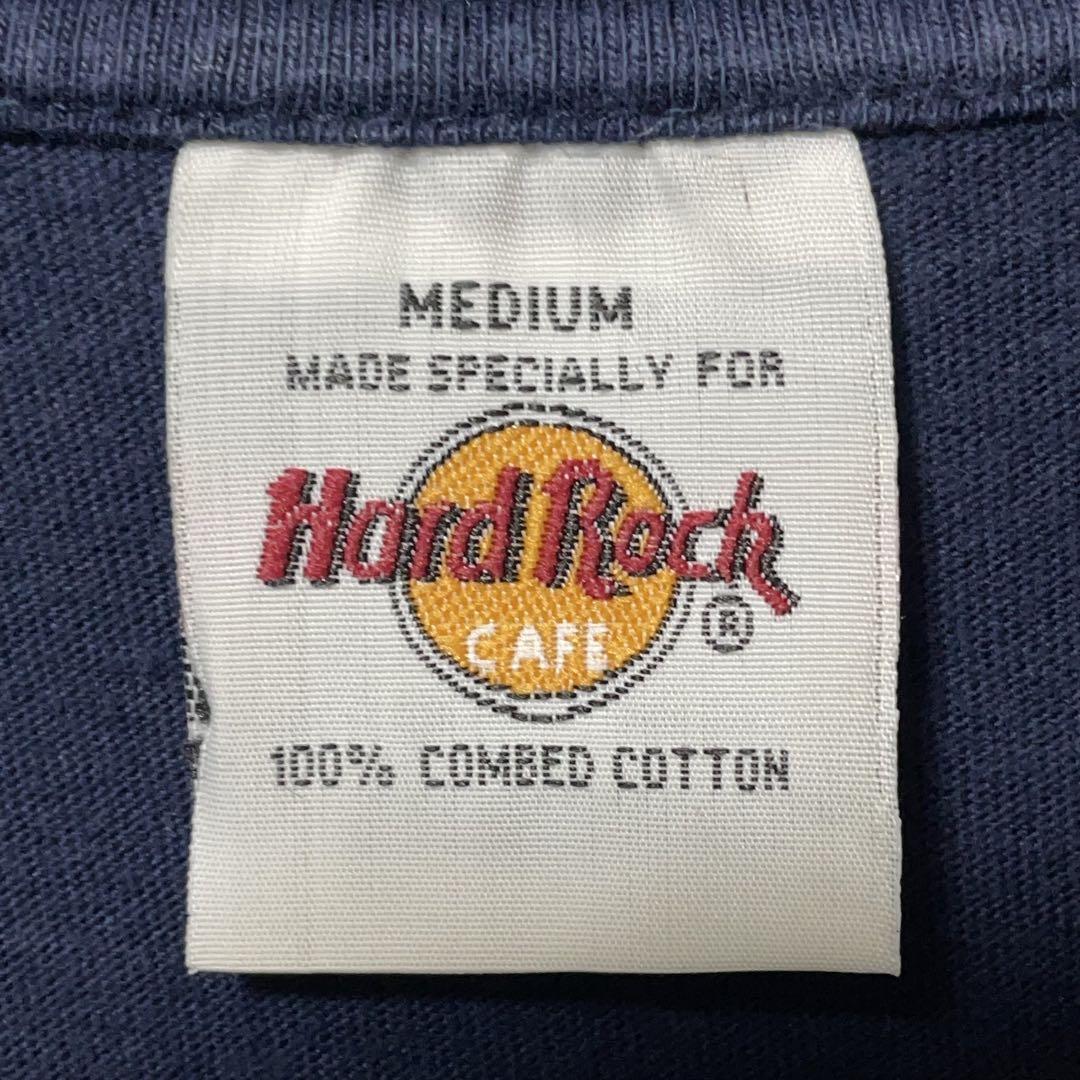 MEDIUM
MADE SPECIALLY FOR
Hard Rock
CAFE
®
100% COMBED COTTON